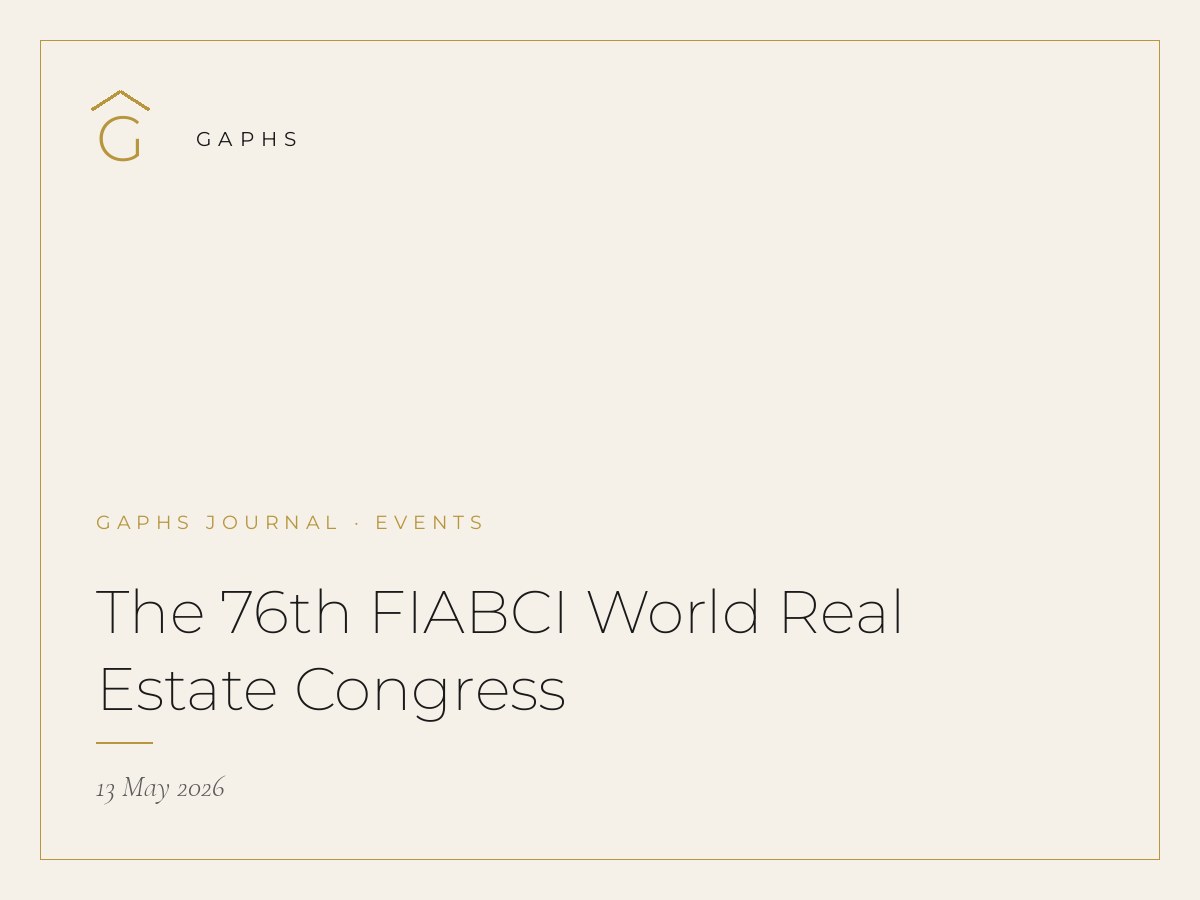 G
GAPHS
GAPHS JOURNAL · EVENTS
The 76th FIABCI World Real
Estate Congress
13 May 2026